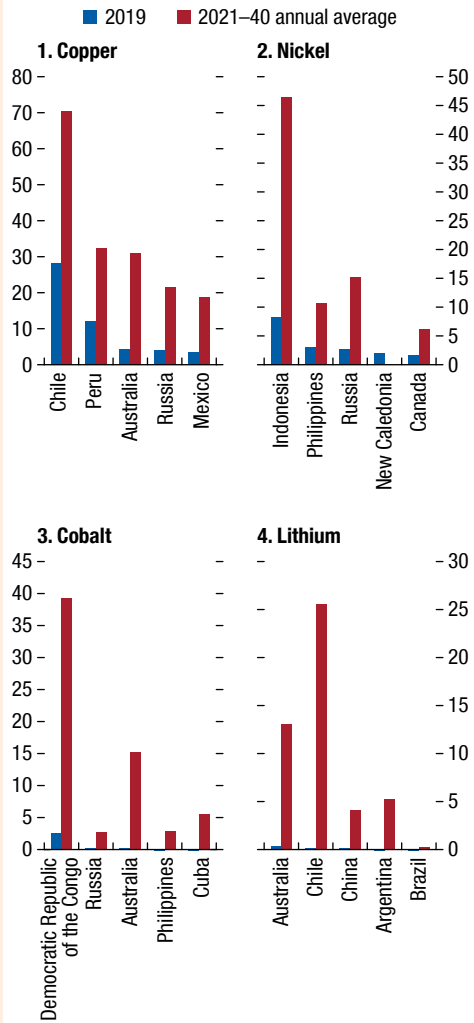 2019 2021–40 annual average
1. Copper
80
70
60
50
40
30
20
10
0
Chile
Peru
Australia
Russia
Mexico
2. Nickel
50
45
40
35
30
25
20
15
10
5
0
Indonesia
Philippines
Russia
New Caledonia
Canada
3. Cobalt
45
40
35
30
25
20
15
10
5
0
Democratic Republic
of the Congo
Russia
Australia
Philippines
Cuba
4. Lithium
30
25
20
15
10
5
0
Australia
Chile
China
Argentina
Brazil